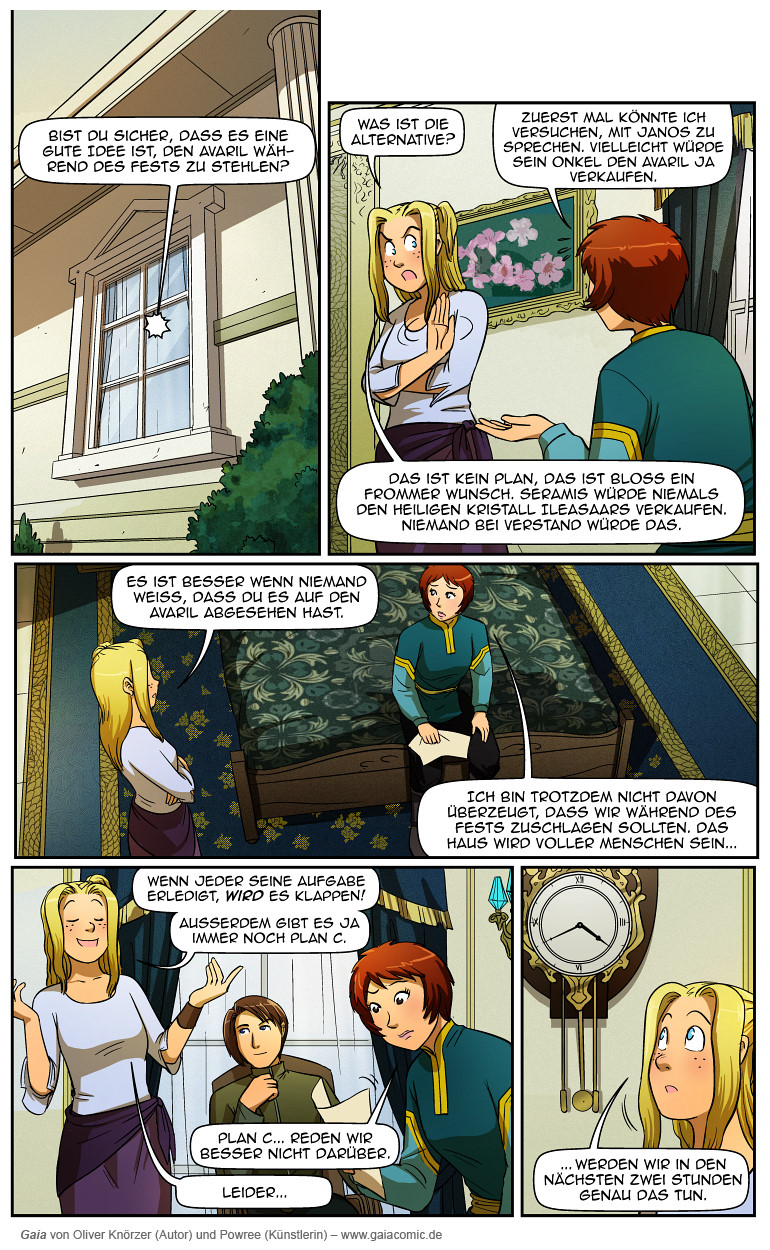 BIST DU SICHER, DASS ES EINE
GUTE IDEE IST, DEN AVARIL WÄH-
REND DES FESTS ZU STEHLEN?
WAS IST DIE
ALTERNATIVE?
ZUERST MAL KÖNNTE ICH
VERSUCHEN, MIT JANOS ZU
SPRECHEN. VIELLEICHT WÜRDE
SEIN ONKEL DEN AVARIL JA
VERKAUFEN.
DAS IST KEIN PLAN, DAS IST BLOSS EIN
FROMMER WUNSCH. SERAMIS WÜRDE NIEMALS
DEN HEILIGEN KRISTALL ILEASAARS VERKAUFEN.
NIEMAND BEI VERSTAND WÜRDE DAS.
ES IST BESSER WENN NIEMAND
WEISS, DASS DU ES AUF DEN
AVARIL ABGESEHEN HAST.
ICH BIN TROTZDEM NICHT DAVON
ÜBERZEUGT, DASS WIR WÄHREND DES
FESTS ZUSCHLAGEN SOLLTEN. DAS
HAUS WIRD VOLLER MENSCHEN SEIN...
WENN JEDER SEINE AUFGABE
ERLEDIGT, WIRD ES KLAPPEN!
AUSSERDEM GIBT ES JA
IMMER NOCH PLAN C.
PLAN C... REDEN WIR
BESSER NICHT DARÜBER.
LEIDER...
XII
III
VI
IX
...WERDEN WIR IN DEN
NÄCHSTEN ZWEI STUNDEN
GENAU DAS TUN.
Gaia von Oliver Knörzer (Autor) und Powree (Künstlerin) – www.gaiacomic.de